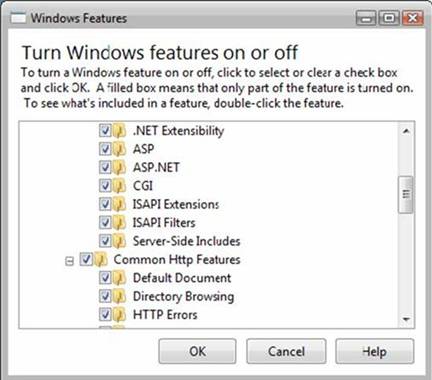 Windows Features
Turn Windows features on or off
To turn a Windows feature on or off, click to select or clear a check box
and click OK. A filled box means that only part of the feature is turned on.
To see what's included in a feature, double-click the feature.
.NET Extensibility
ASP
ASP.NET
CGI
ISAPI Extensions
ISAPI Filters
Server-Side Includes
Common Http Features
Default Document
Directory Browsing
HTTP Errors
OK
Cancel
Help